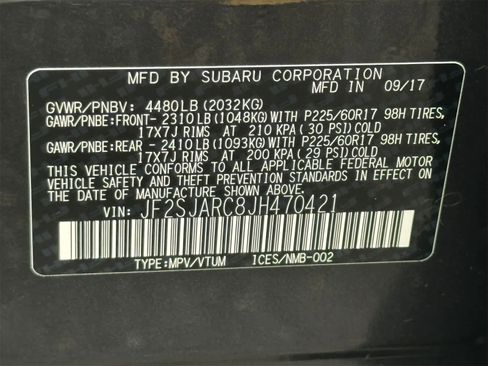 MFD BY SUBARU CORPORATION
MFD IN 09/17
GVWR/PNBV: 4480LB(2032KG)
GAWR/PNBE:FRONT-2310LB(1048KG)WITH P225/60R17 98H TIRES,
17X7J RIMS AT 210 KPA(30 PSI)COLD
GAWR/PNBE:REAR -2410LB(1093KG)WITH P225/60R17 98H TIRES,
17X7J RIMS AT 200 KPA(29 PSI)COLD
THIS VEHICLE CONFORMS TO ALL APPLICABLE FEDERAL MOTOR
VEHICLE SAFETY AND THEFT PREVENTION STANDARDS IN EFFECT ON
THE DATE OF MANUFACTURE SHOWN ABOVE.
VIN: JF2SJARC8JH470421
TYPE:MPV/VTUM ICES/NMB-002